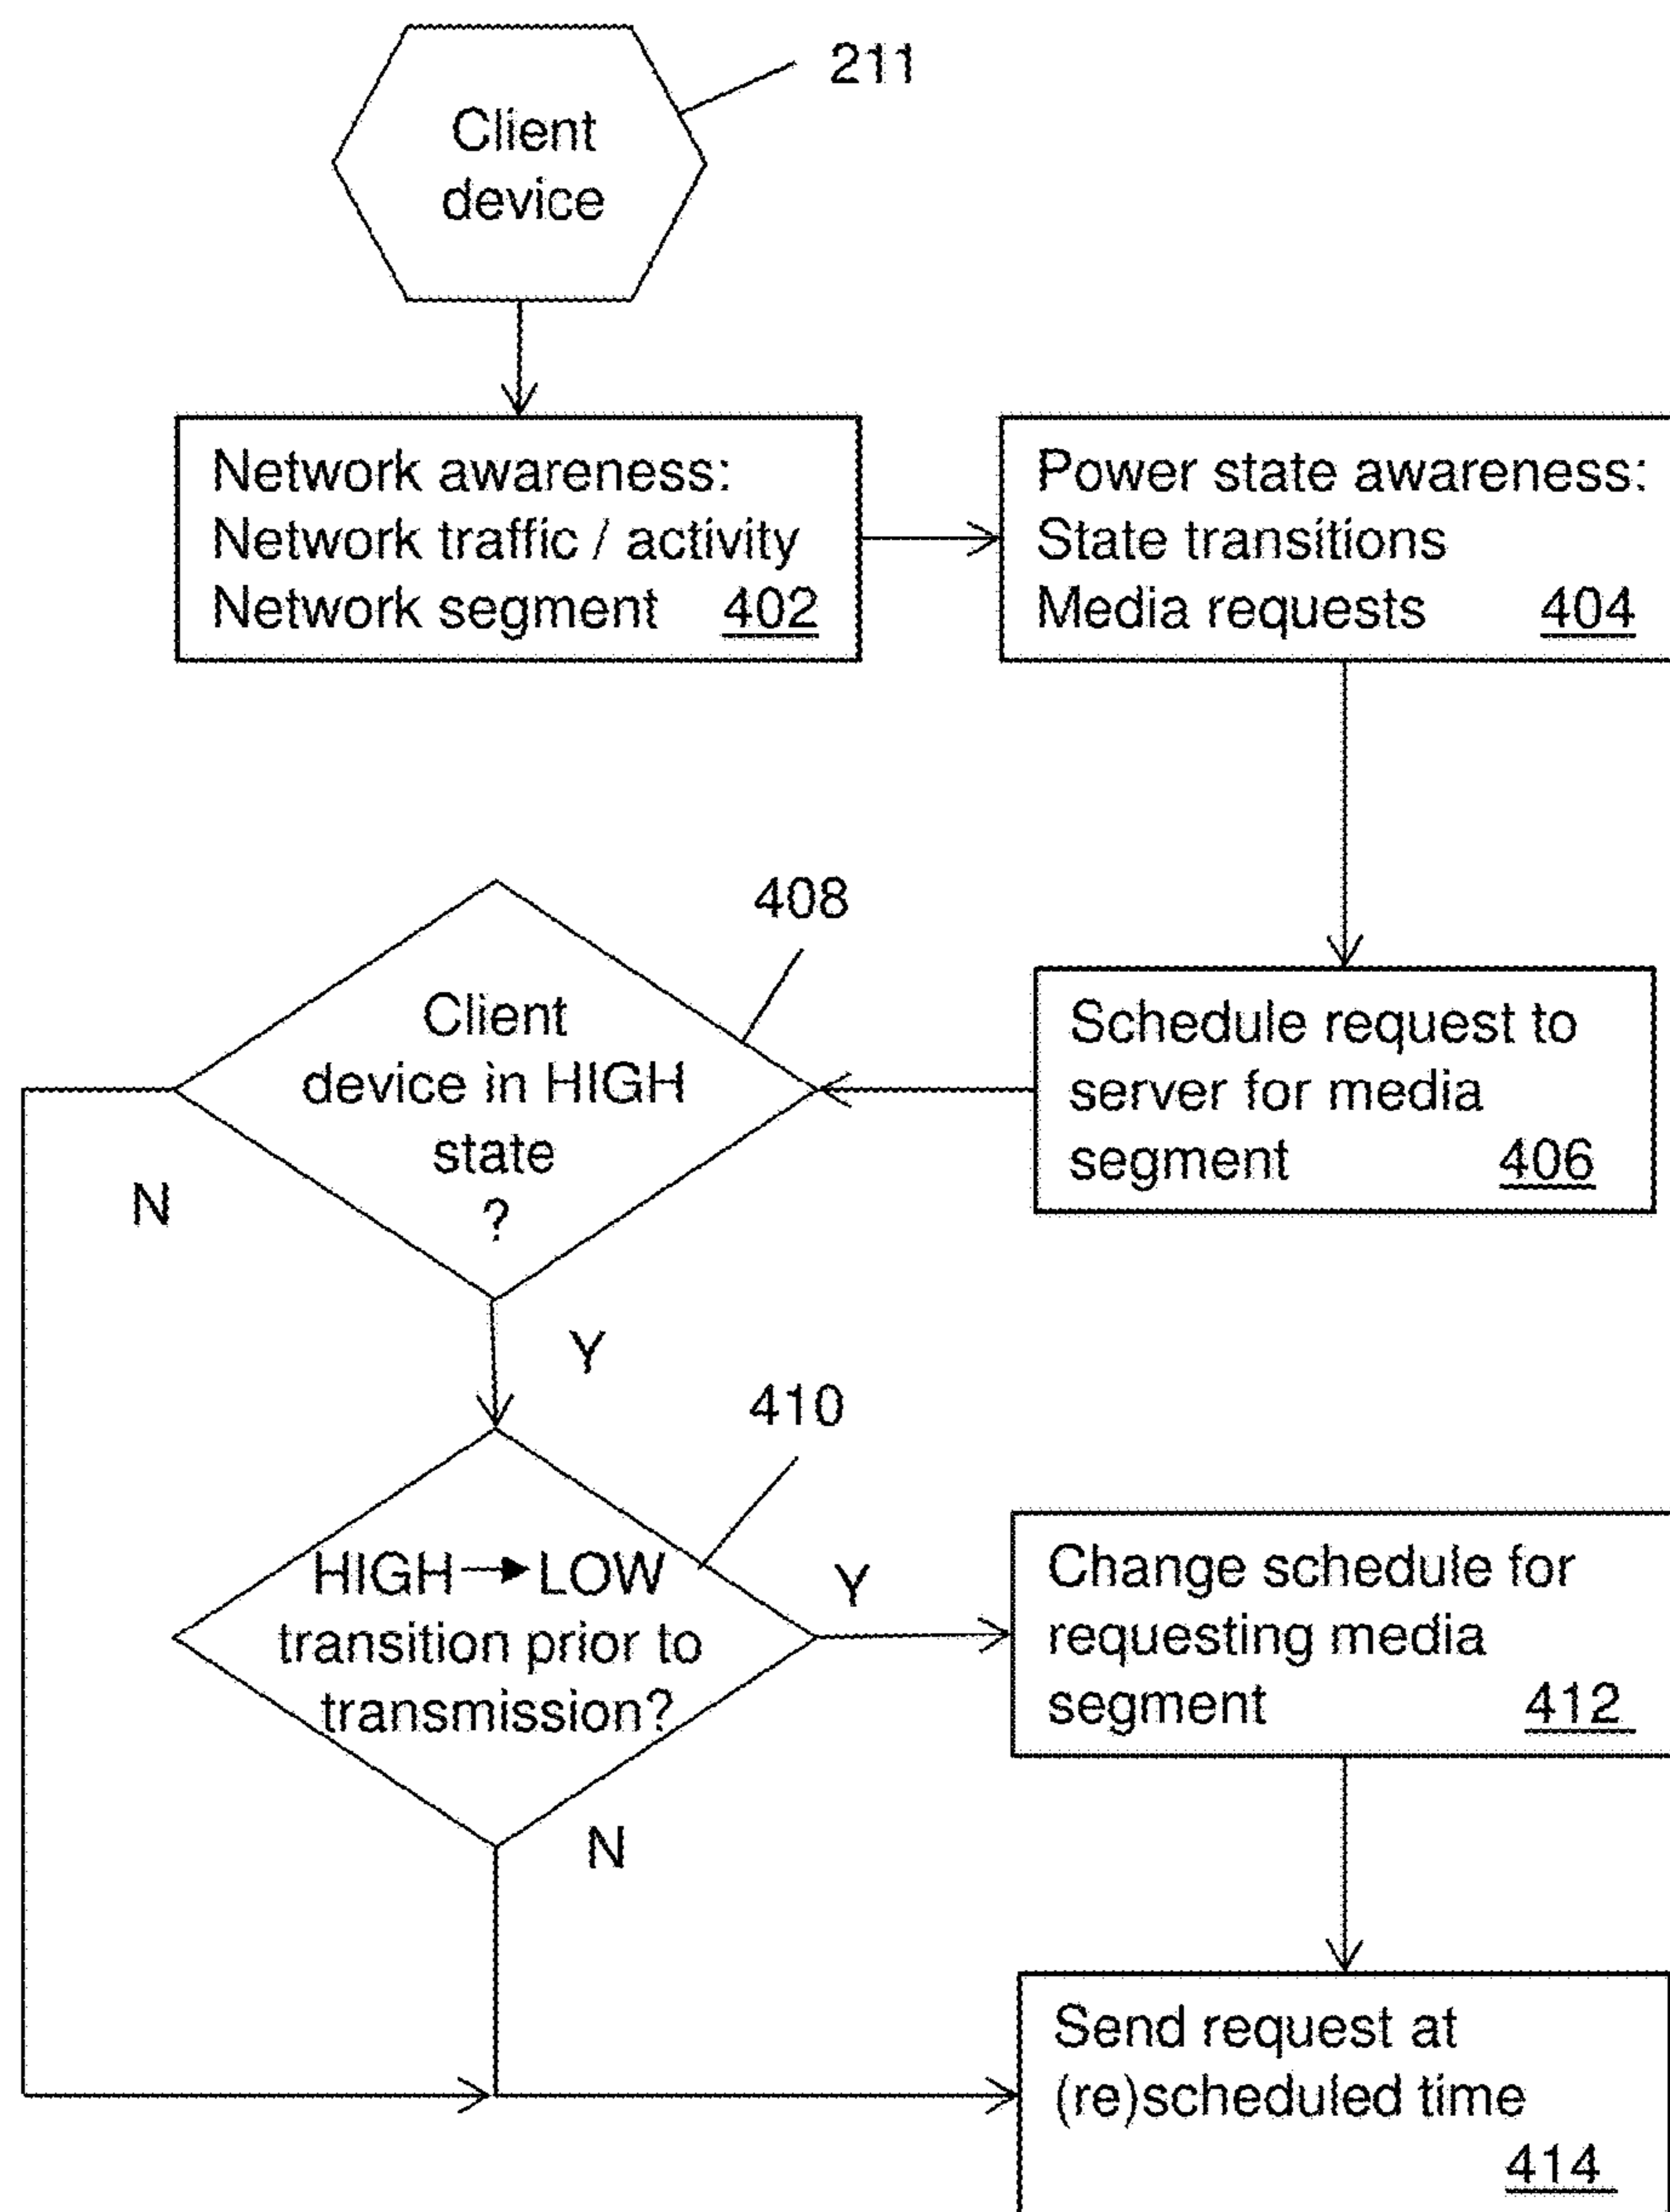 211
Client
device
Network awareness:
Network traffic / activity
Network segment 402
Power state awareness:
State transitions
Media requests 404
408
Client
device in HIGH
state
?
Schedule request to
server for media
segment 406
N
Y
410
HIGH→LOW
transition prior to
transmission?
Y
Change schedule for
requesting media
segment 412
N
Send request at
(re)scheduled time
414